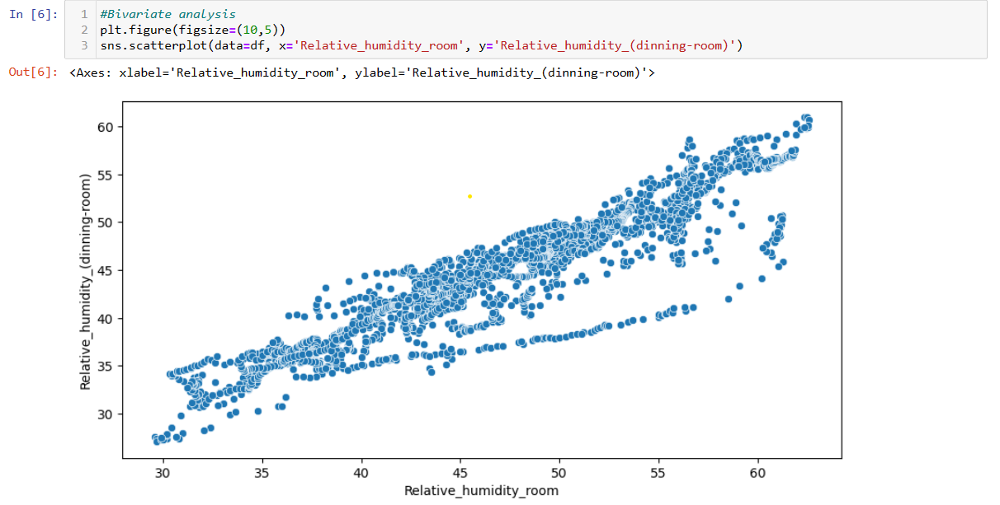 In [6]:
1 #Bivariate analysis
2 plt.figure(figsize=(10,5))
3 sns.scatterplot(data=df, x='Relative_humidity_room', y='Relative_humidity_(dinning-room)')
Out[6]: <Axes: xlabel='Relative_humidity_room', ylabel='Relative_humidity_(dinning-room)'>
Relative_humidity_(dinning-room)
60
55
50
45
40
35
30
30 35 40 45 50 55 60
Relative_humidity_room